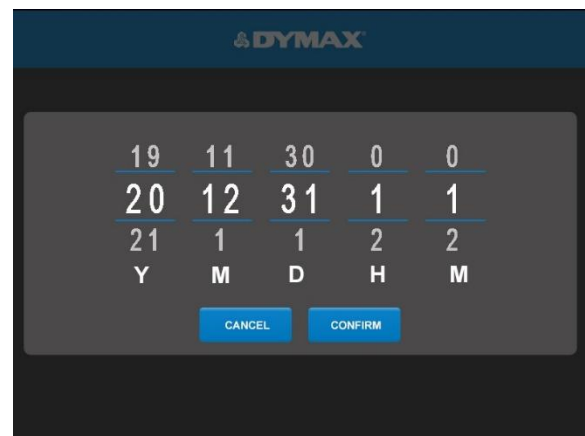 DYMAX
19 11 30 0 0
20 12 31 1 1
21 1 1 2 2
Y M D H M
CANCEL CONFIRM